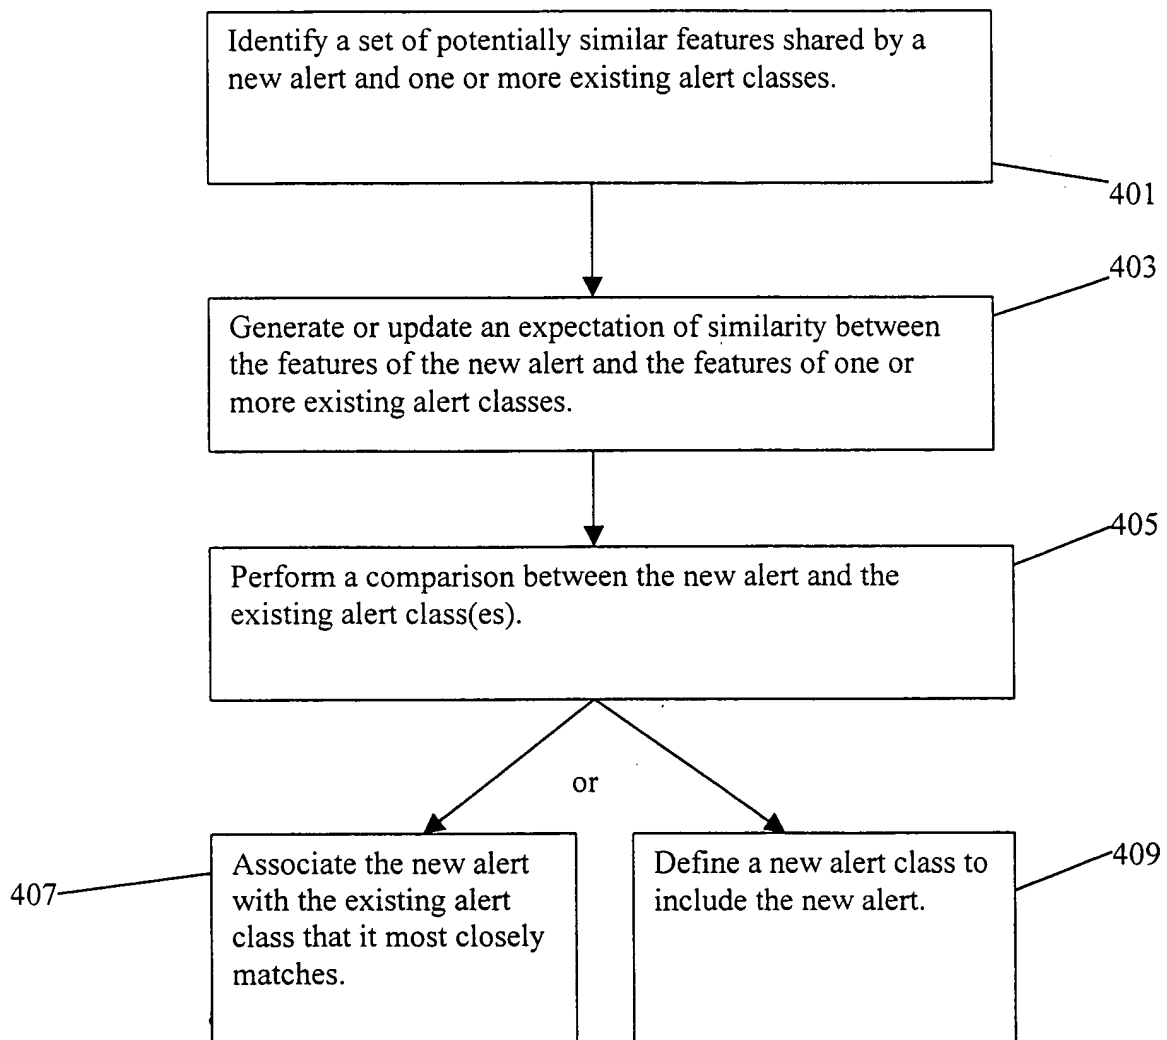 Identify a set of potentially similar features shared by a
new alert and one or more existing alert classes.
401
403
Generate or update an expectation of similarity between
the features of the new alert and the features of one or
more existing alert classes.
405
Perform a comparison between the new alert and the
existing alert class(es).
or
407
Associate the new alert
with the existing alert
class that it most closely
matches.
Define a new alert class to
include the new alert.
409